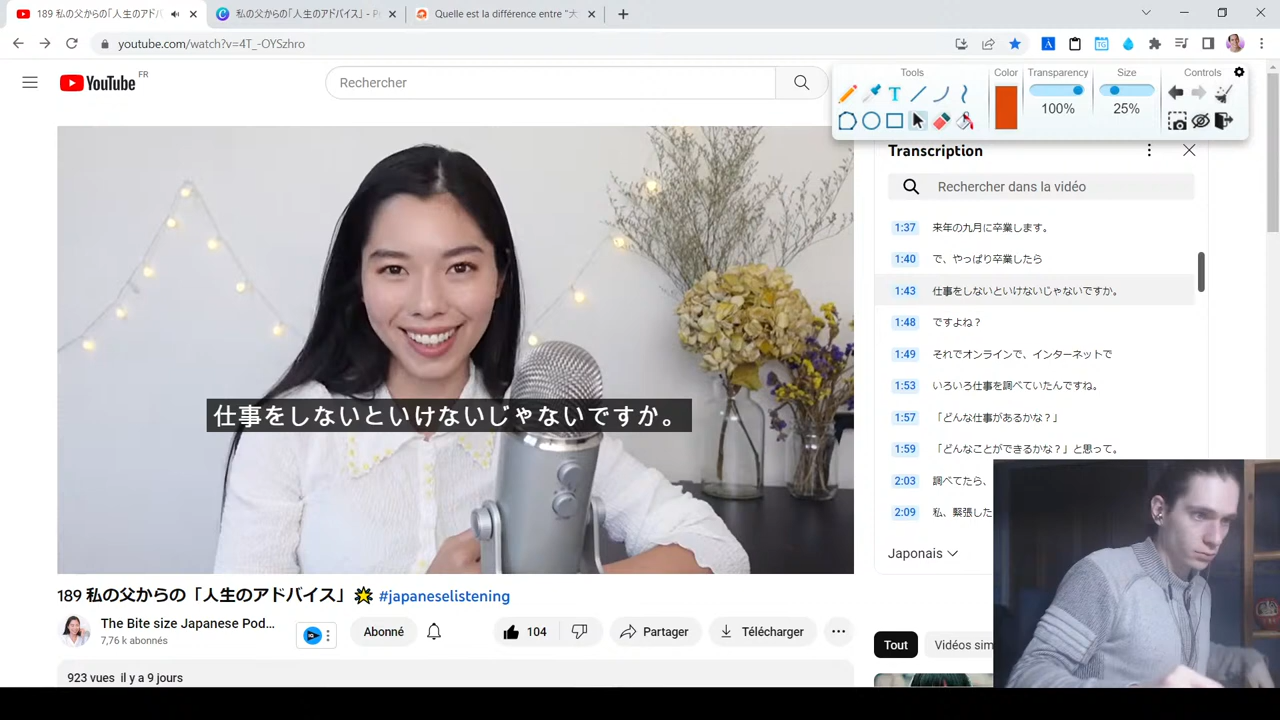 189 私の父からの「人生のアドバ
私の父からの「人生のアドバイス」 - P
Quelle est la différence entre "大
youtube.com/watch?v=4T_-OYSzhro
YouTube FR
Rechercher
Tools
Color
Transparency
Size
Controls
100%
25%
Transcription
Rechercher dans la vidéo
1:37 来年の九月に卒業します。
1:40 で、やっぱり卒業したら
1:43 仕事をしないといけないじゃないですか。
1:48 ですよね？
1:49 それでオンラインで、インターネットで
1:53 いろいろ仕事を調べていたんですね。
1:57 「どんな仕事があるかな？」
1:59 「どんなことができるかな？」と思って。
2:03 調べてたら、
2:09 私、緊張した
Japonais
仕事をしないといけないじゃないですか。
189 私の父からの「人生のアドバイス」🌟 #japaneselistening
The Bite size Japanese Pod...
7,76 k abonnés
Abonné
104
Partager
Télécharger
Tout
Vidéos sim
923 vues il y a 9 jours